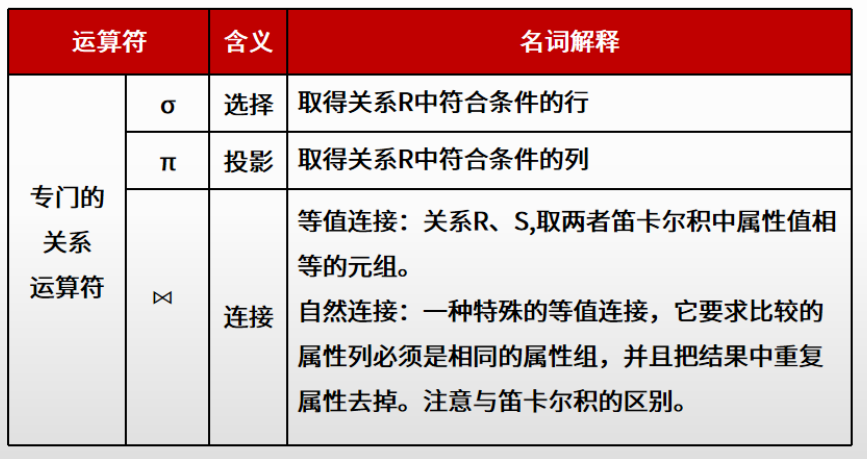 运算符 含义 名词解释
专门的
关系
运算符
σ 选择 取得关系R中符合条件的行
π 投影 取得关系R中符合条件的列
⋈ 连接
等值连接：关系R、S,取两者笛卡尔积中属性值相
等的元组。
自然连接：一种特殊的等值连接，它要求比较的
属性列必须是相同的属性组，并且把结果中重复
属性去掉。注意与笛卡尔积的区别。